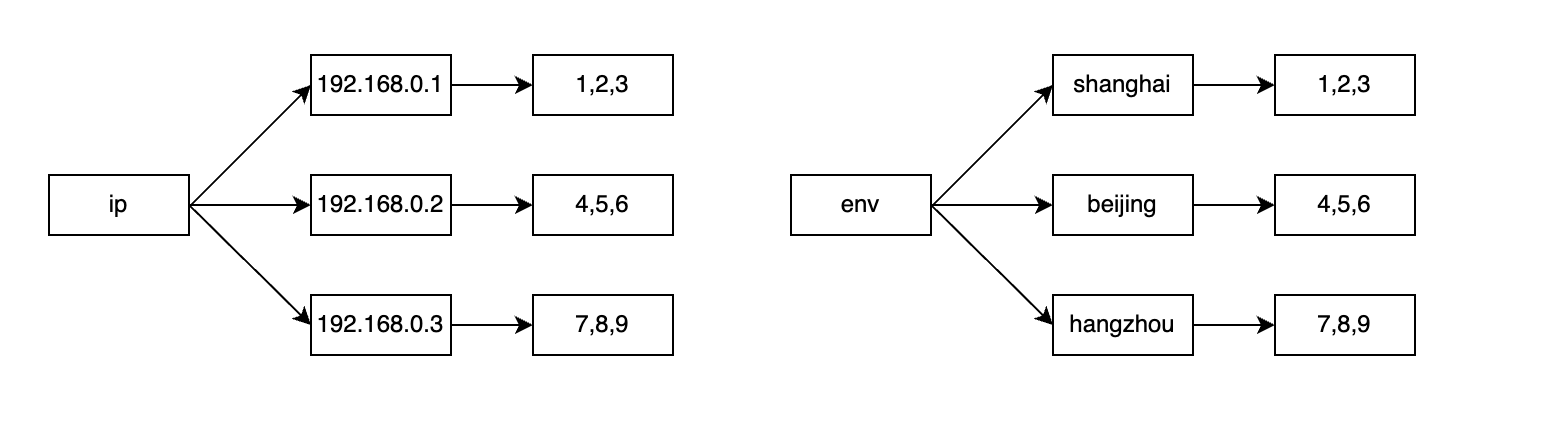 192.168.0.1
1,2,3
ip
192.168.0.2
4,5,6
192.168.0.3
7,8,9
shanghai
1,2,3
env
beijing
4,5,6
hangzhou
7,8,9